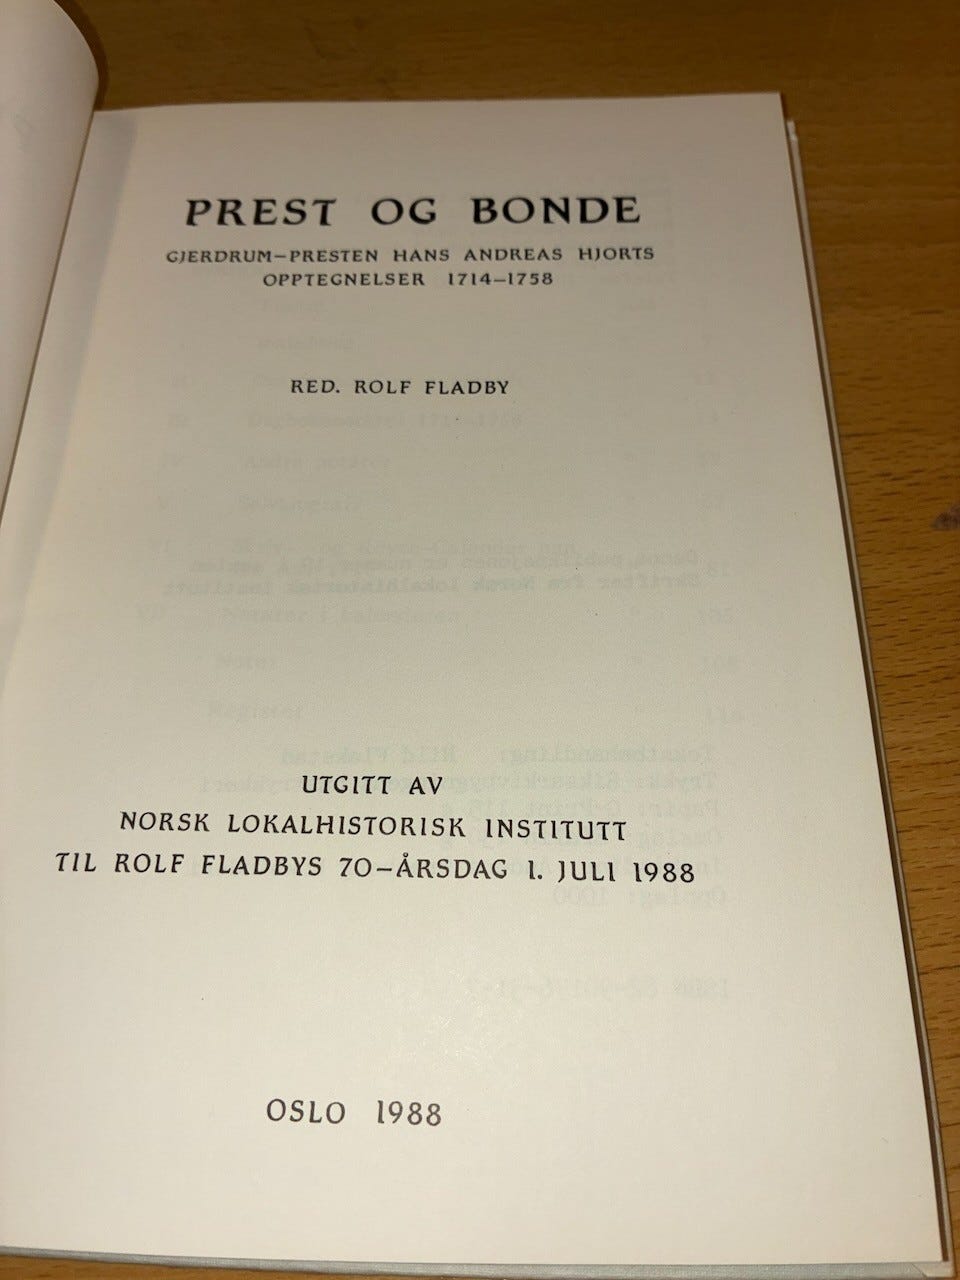 PREST OG BONDE
GJERDRUM-PRESTEN HANS ANDREAS HJORTS
OPPTEGNELSER 1714-1758
RED. ROLF FLADBY
UTGITT AV
NORSK LOKALHISTORISK INSTITUTT
TIL ROLF FLADBYS 70-ÅRSDAG 1. JULI 1988
OSLO 1988